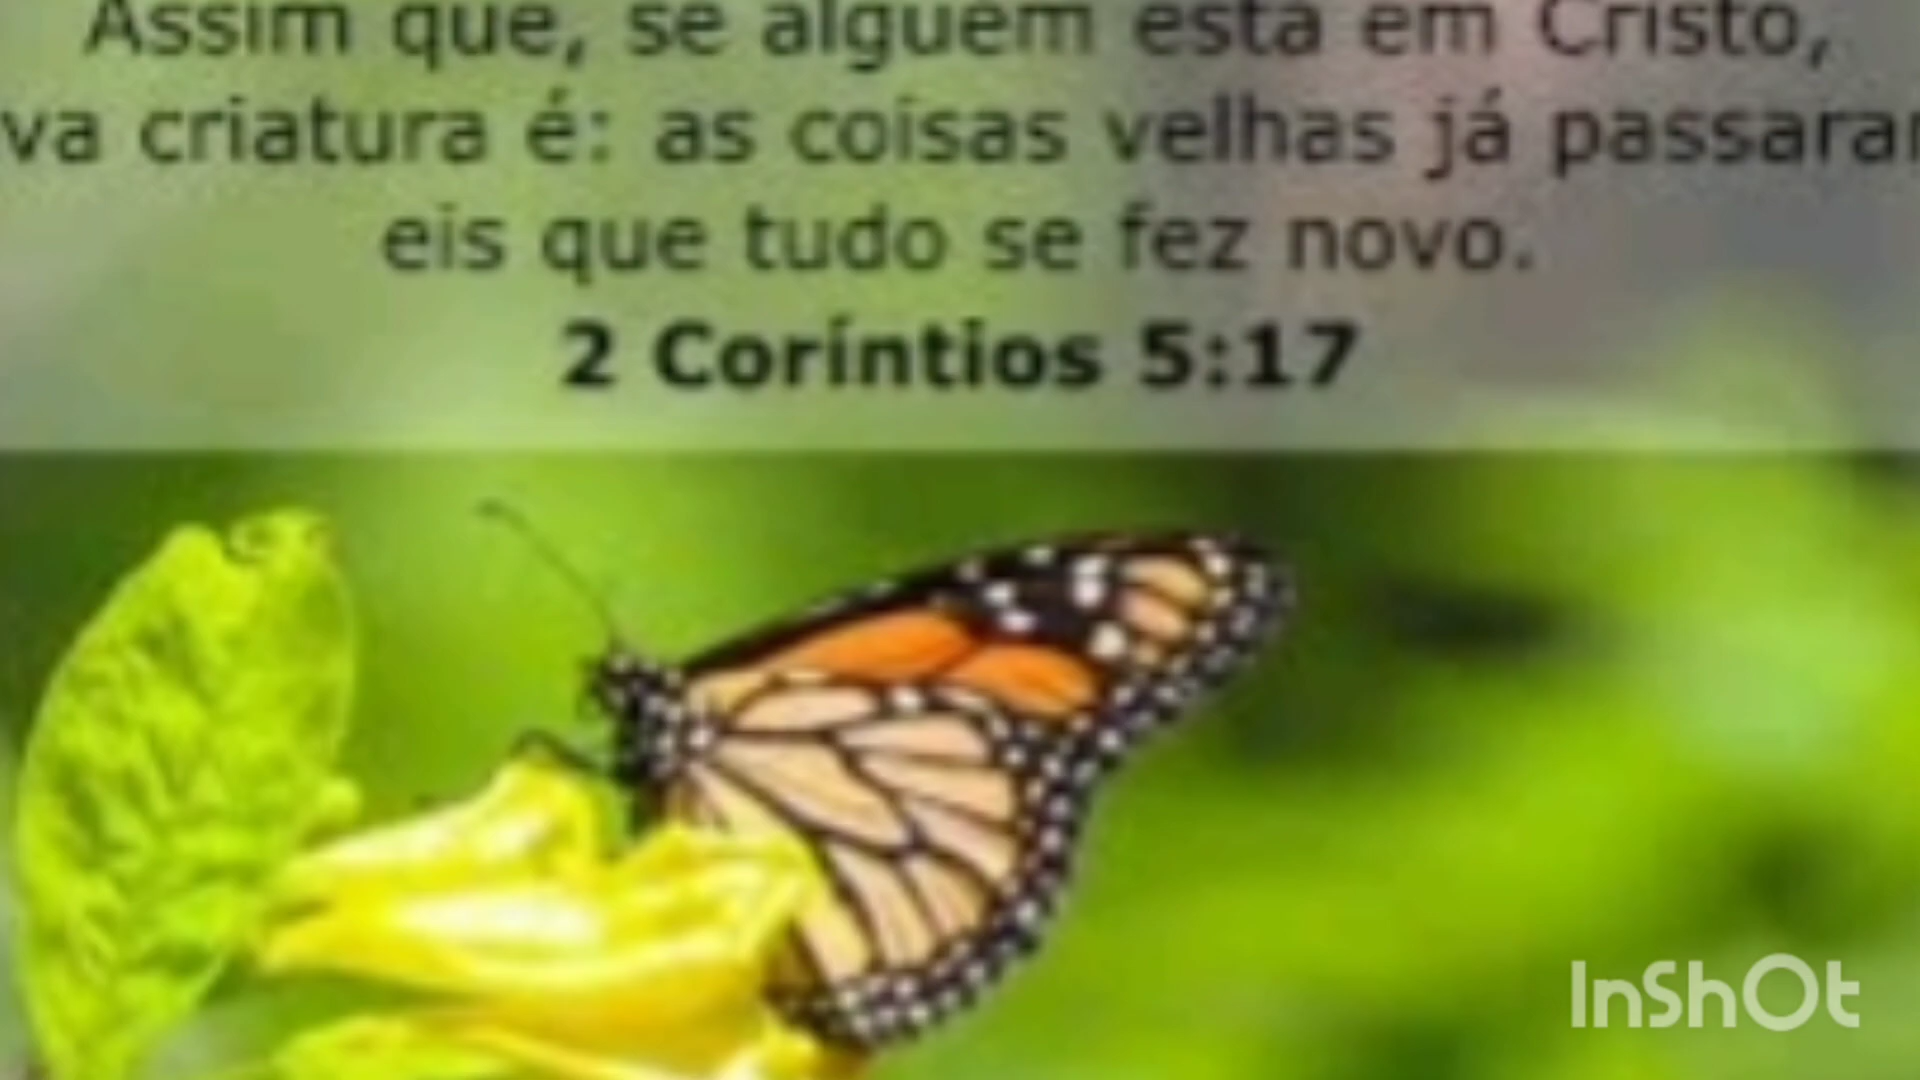 Assim que, se alguém está em Cristo,
va criatura é: as coisas velhas já passaram
eis que tudo se fez novo.
2 Coríntios 5:17
InShOt